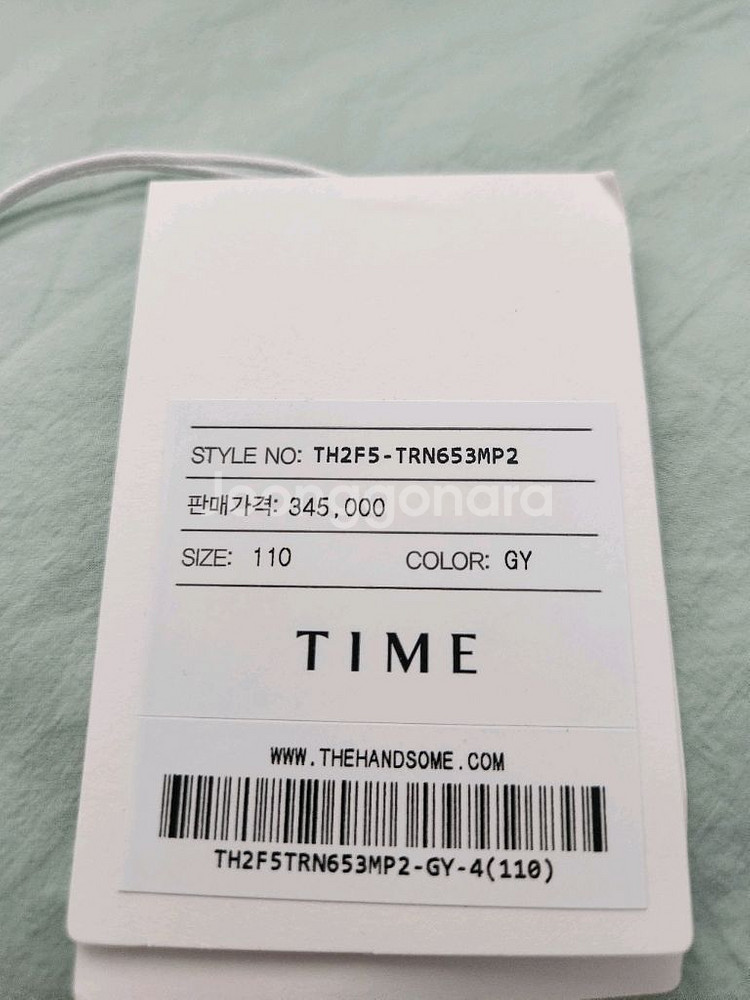 STYLE NO: TH2F5-TRN653MP2
판매가격: 345,000
joonggonara
SIZE: 110 COLOR: GY
TIME
WWW.THEHANDSOME.COM
TH2F5TRN653MP2-GY-4(110)